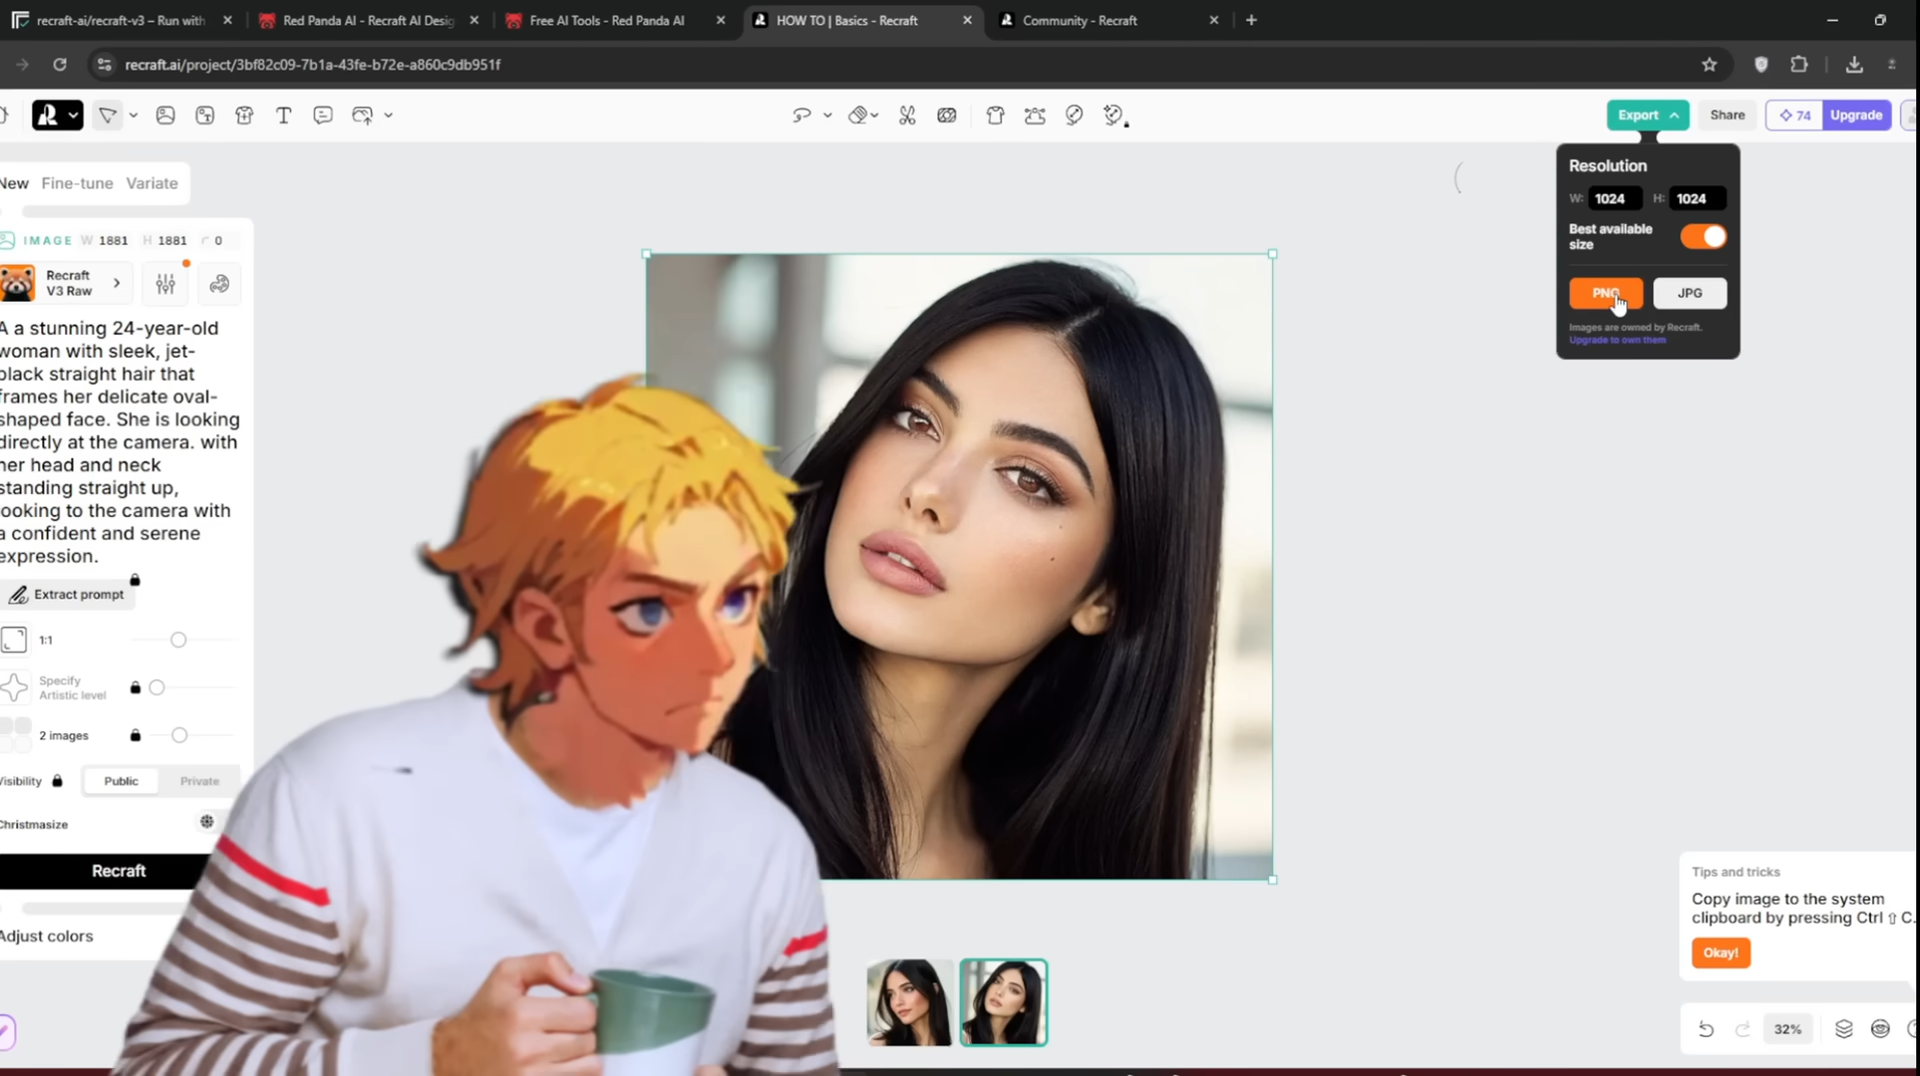 recraft-ai/recraft-v3 – Run with
Red Panda AI - Recraft AI Desig
Free AI Tools - Red Panda AI
HOW TO | Basics - Recraft
Community - Recraft
recraft.ai/project/3bf82c09-7b1a-43fe-b72e-a860c9db951f
Export
Share
74
Upgrade
New Fine-tune Variate
Resolution
W: 1024 H: 1024
Best available
size
PNG
JPG
Images are owned by Recraft.
Upgrade to own them
IMAGE W 1881 H 1881 0
Recraft
V3 Raw
A a stunning 24-year-old
woman with sleek, jet-
black straight hair that
frames her delicate oval-
shaped face. She is looking
directly at the camera. with
her head and neck
standing straight up,
looking to the camera with
a confident and serene
expression.
Extract prompt
1:1
Specify
Artistic level
2 images
Visibility
Public
Private
Christmasize
Recraft
Adjust colors
Tips and tricks
Copy image to the system
clipboard by pressing Ctrl ⇧ C.
Okay!
32%